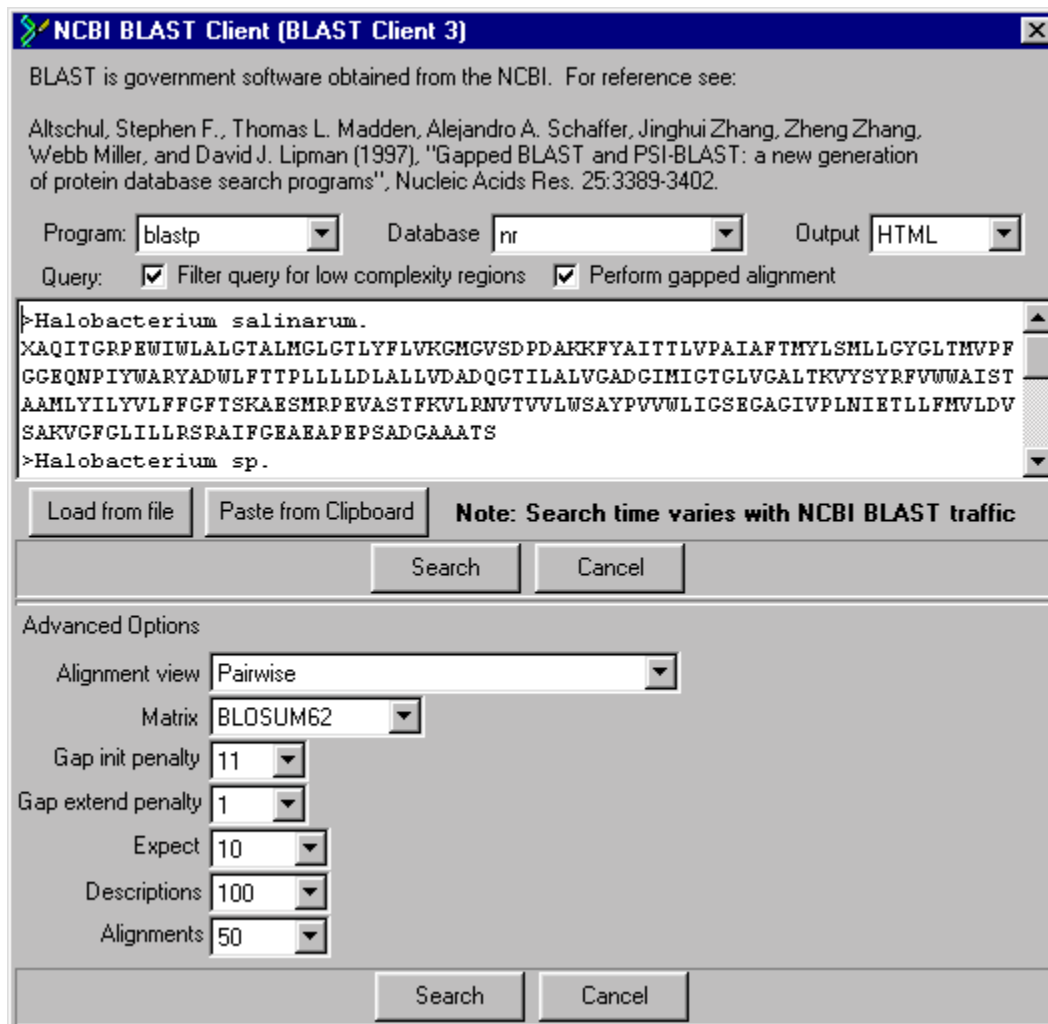 NCBI BLAST Client (BLAST Client 3)
BLAST is government software obtained from the NCBI. For reference see:
Altschul, Stephen F., Thomas L. Madden, Alejandro A. Schaffer, Jinghui Zhang, Zheng Zhang,
Webb Miller, and David J. Lipman (1997), "Gapped BLAST and PSI-BLAST: a new generation
of protein database search programs", Nucleic Acids Res. 25:3389-3402.
Program: blastp Database nr Output HTML
Query: Filter query for low complexity regions Perform gapped alignment
>Halobacterium salinarum.
XAQITGRPEWIWLALGTALMGLGTLYFLVKGMGVSDPDAKKFYAITTLVPAIAFTMYLSMLLGYGLTMVPF
GGEQNPIYWARYADWLFTTPLLLLDLALLVDADQGTILALVGADGIMIGTGLVGALTKVYSYRFVWWAIST
AAMLYILYVLFFGFTSKAESMRPEVASTFKVLRNVTVVLWSAYPVVWLIGSEGAGIVPLNIETLLFMVLDV
SAKVGFGLILLRSRAIFGEAEAPEPSADGAAATS
>Halobacterium sp.
Load from file Paste from Clipboard Note: Search time varies with NCBI BLAST traffic
Search Cancel
Advanced Options
Alignment view Pairwise
Matrix BLOSUM62
Gap init penalty 11
Gap extend penalty 1
Expect 10
Descriptions 100
Alignments 50
Search Cancel